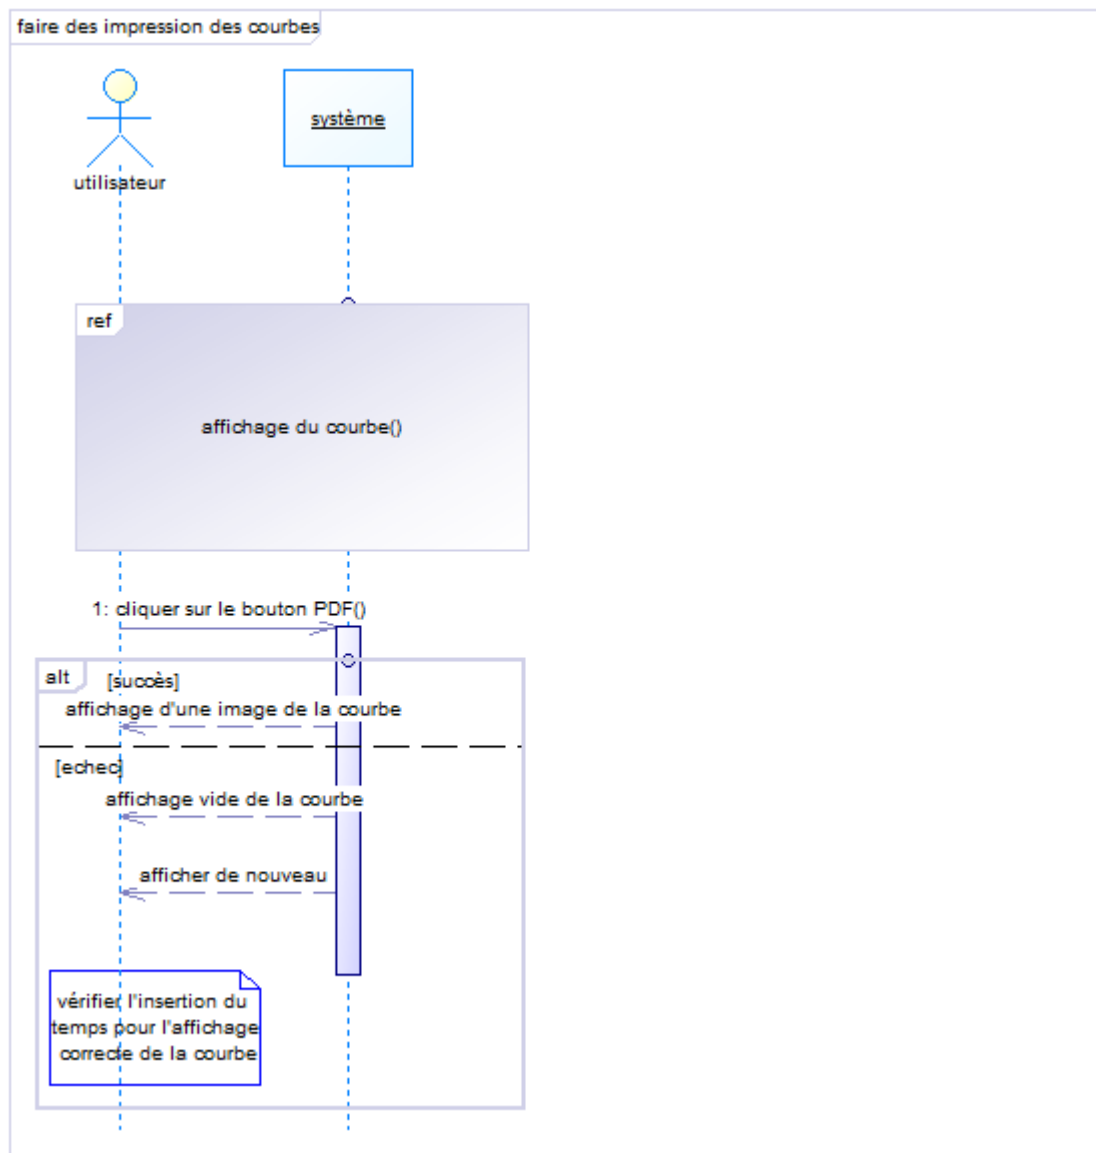 faire des impression des courbes
système
utilisateur
ref
affichage du courbe()
1: cliquer sur le bouton PDF()
alt
[succès]
affichage d'une image de la courbe
[echec]
affichage vide de la courbe
afficher de nouveau
vérifier l'insertion du
temps pour l'affichage
correcte de la courbe